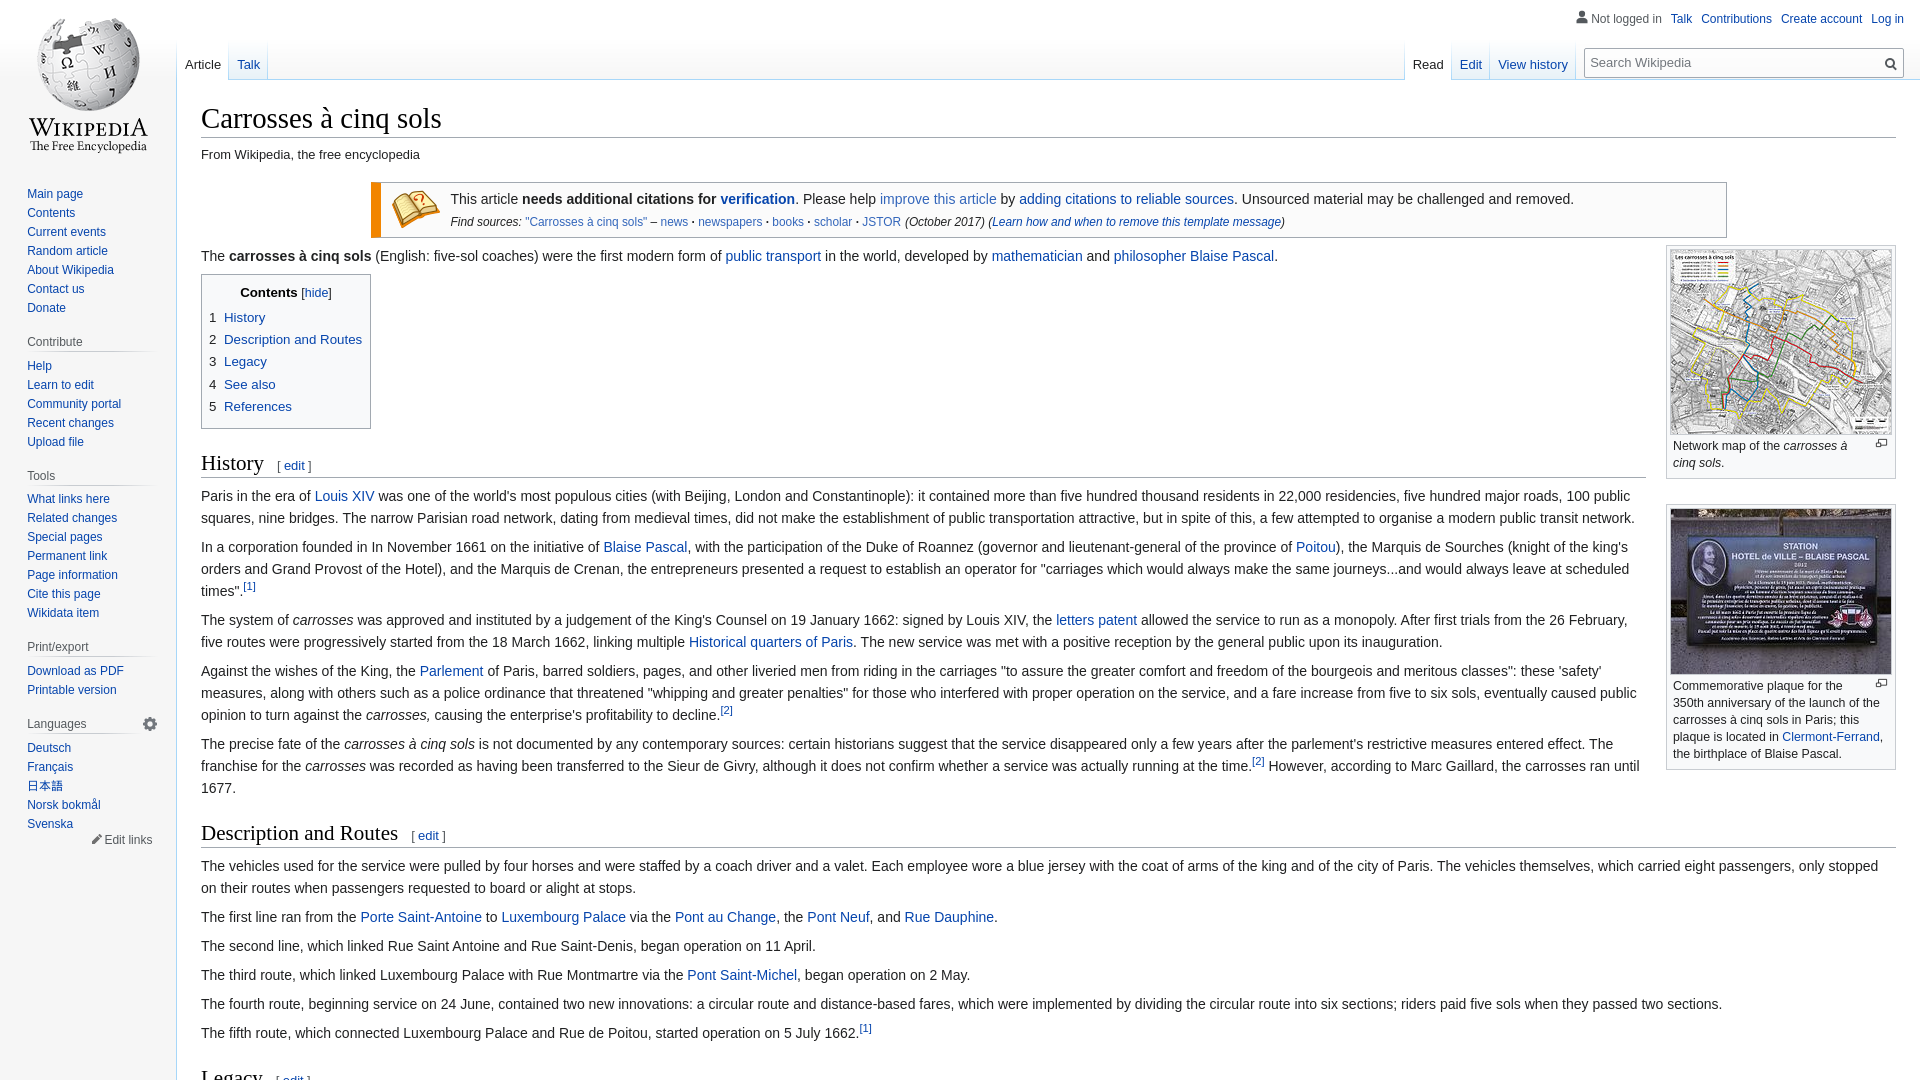 Not logged in Talk Contributions Create account Log in
Article Talk
Read Edit View history Search Wikipedia
WIKIPEDIA
The Free Encyclopedia
Main page
Contents
Current events
Random article
About Wikipedia
Contact us
Donate
Contribute
Help
Learn to edit
Community portal
Recent changes
Upload file
Tools
What links here
Related changes
Special pages
Permanent link
Page information
Cite this page
Wikidata item
Print/export
Download as PDF
Printable version
Languages
Deutsch
Français
日本語
Norsk bokmål
Svenska
Edit links
Carrosses à cinq sols
From Wikipedia, the free encyclopedia
This article needs additional citations for verification. Please help improve this article by adding citations to reliable sources. Unsourced material may be challenged and removed.
Find sources: "Carrosses à cinq sols" – news · newspapers · books · scholar · JSTOR (October 2017) (Learn how and when to remove this template message)
The carrosses à cinq sols (English: five-sol coaches) were the first modern form of public transport in the world, developed by mathematician and philosopher Blaise Pascal.
Contents [hide]
1 History
2 Description and Routes
3 Legacy
4 See also
5 References
Les carrosses à cinq sols
Network map of the carrosses à
cinq sols.
STATION
HOTEL de VILLE – BLAISE PASCAL
2012
Commemorative plaque for the
350th anniversary of the launch of the
carrosses à cinq sols in Paris; this
plaque is located in Clermont-Ferrand,
the birthplace of Blaise Pascal.
History [ edit ]
Paris in the era of Louis XIV was one of the world's most populous cities (with Beijing, London and Constantinople): it contained more than five hundred thousand residents in 22,000 residencies, five hundred major roads, 100 public
squares, nine bridges. The narrow Parisian road network, dating from medieval times, did not make the establishment of public transportation attractive, but in spite of this, a few attempted to organise a modern public transit network.
In a corporation founded in In November 1661 on the initiative of Blaise Pascal, with the participation of the Duke of Roannez (governor and lieutenant-general of the province of Poitou), the Marquis de Sourches (knight of the king's
orders and Grand Provost of the Hotel), and the Marquis de Crenan, the entrepreneurs presented a request to establish an operator for "carriages which would always make the same journeys...and would always leave at scheduled
times".[1]
The system of carrosses was approved and instituted by a judgement of the King's Counsel on 19 January 1662: signed by Louis XIV, the letters patent allowed the service to run as a monopoly. After first trials from the 26 February,
five routes were progressively started from the 18 March 1662, linking multiple Historical quarters of Paris. The new service was met with a positive reception by the general public upon its inauguration.
Against the wishes of the King, the Parlement of Paris, barred soldiers, pages, and other liveried men from riding in the carriages "to assure the greater comfort and freedom of the bourgeois and meritous classes": these 'safety'
measures, along with others such as a police ordinance that threatened "whipping and greater penalties" for those who interfered with proper operation on the service, and a fare increase from five to six sols, eventually caused public
opinion to turn against the carrosses, causing the enterprise's profitability to decline.[2]
The precise fate of the carrosses à cinq sols is not documented by any contemporary sources: certain historians suggest that the service disappeared only a few years after the parlement's restrictive measures entered effect. The
franchise for the carrosses was recorded as having been transferred to the Sieur de Givry, although it does not confirm whether a service was actually running at the time.[2] However, according to Marc Gaillard, the carrosses ran until
1677.
Description and Routes [ edit ]
The vehicles used for the service were pulled by four horses and were staffed by a coach driver and a valet. Each employee wore a blue jersey with the coat of arms of the king and of the city of Paris. The vehicles themselves, which carried eight passengers, only stopped
on their routes when passengers requested to board or alight at stops.
The first line ran from the Porte Saint-Antoine to Luxembourg Palace via the Pont au Change, the Pont Neuf, and Rue Dauphine.
The second line, which linked Rue Saint Antoine and Rue Saint-Denis, began operation on 11 April.
The third route, which linked Luxembourg Palace with Rue Montmartre via the Pont Saint-Michel, began operation on 2 May.
The fourth route, beginning service on 24 June, contained two new innovations: a circular route and distance-based fares, which were implemented by dividing the circular route into six sections; riders paid five sols when they passed two sections.
The fifth route, which connected Luxembourg Palace and Rue de Poitou, started operation on 5 July 1662.[1]
Legacy [ edit ]